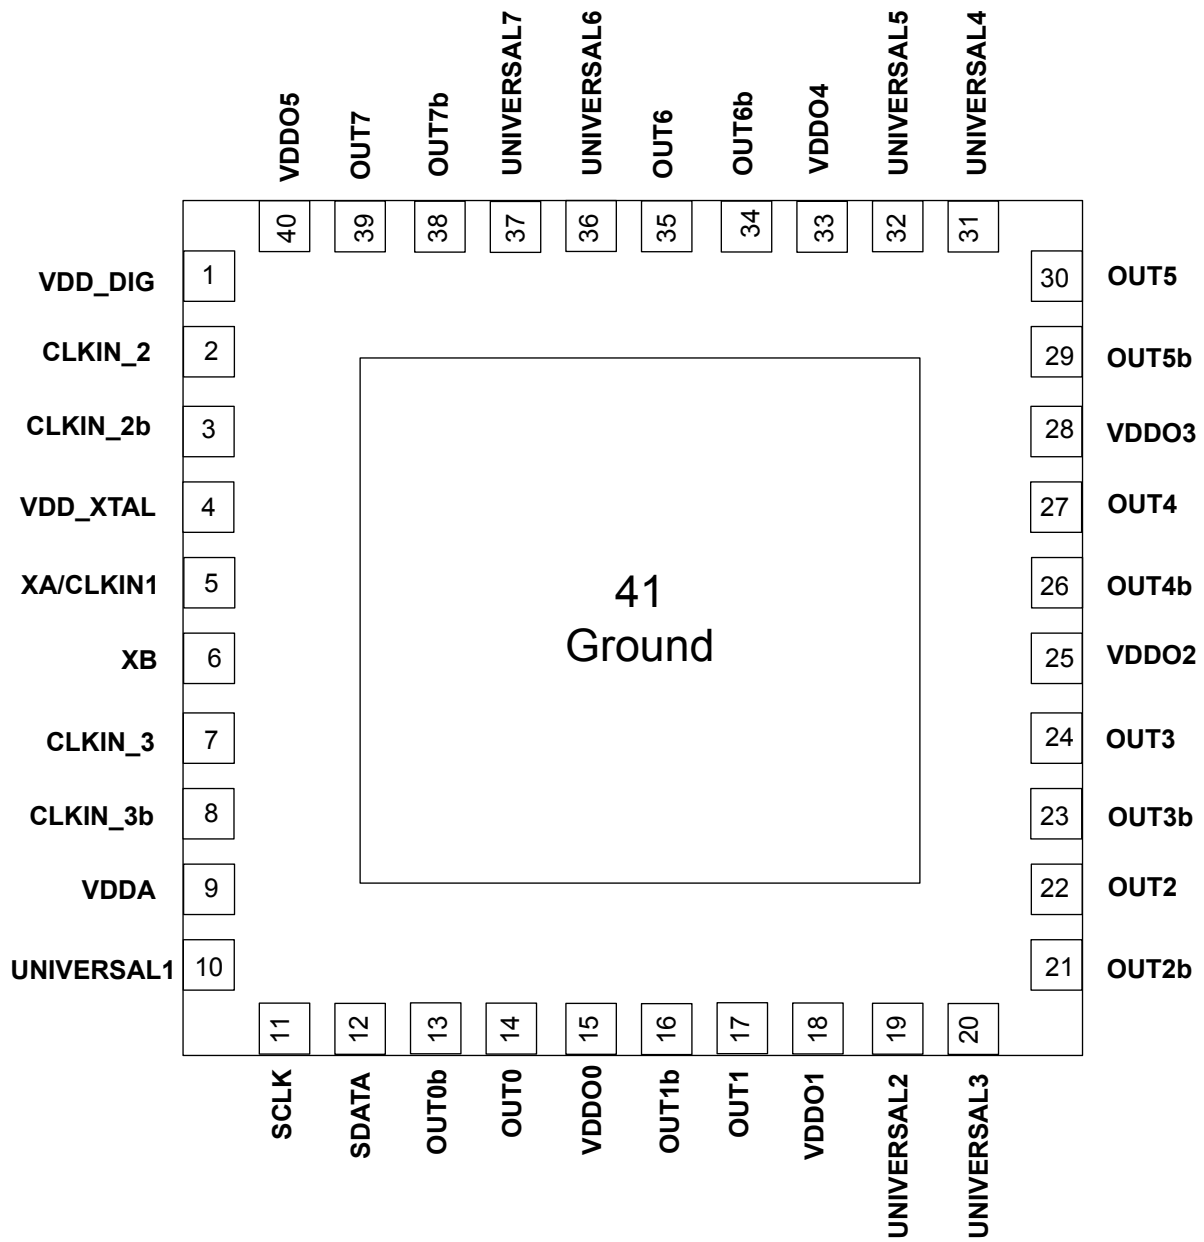 VDDO5
OUT7
OUT7b
UNIVERSAL7
UNIVERSAL6
OUT6
OUT6b
VDDO4
UNIVERSAL5
UNIVERSAL4
40
39
38
37
36
35
34
33
32
31
VDD_DIG 1
CLKIN_2 2
CLKIN_2b 3
VDD_XTAL 4
XA/CLKIN1 5
XB 6
CLKIN_3 7
CLKIN_3b 8
VDDA 9
UNIVERSAL1 10
41
Ground
30 OUT5
29 OUT5b
28 VDDO3
27 OUT4
26 OUT4b
25 VDDO2
24 OUT3
23 OUT3b
22 OUT2
21 OUT2b
11
12
13
14
15
16
17
18
19
20
SCLK
SDATA
OUT0b
OUT0
VDDO0
OUT1b
OUT1
VDDO1
UNIVERSAL2
UNIVERSAL3